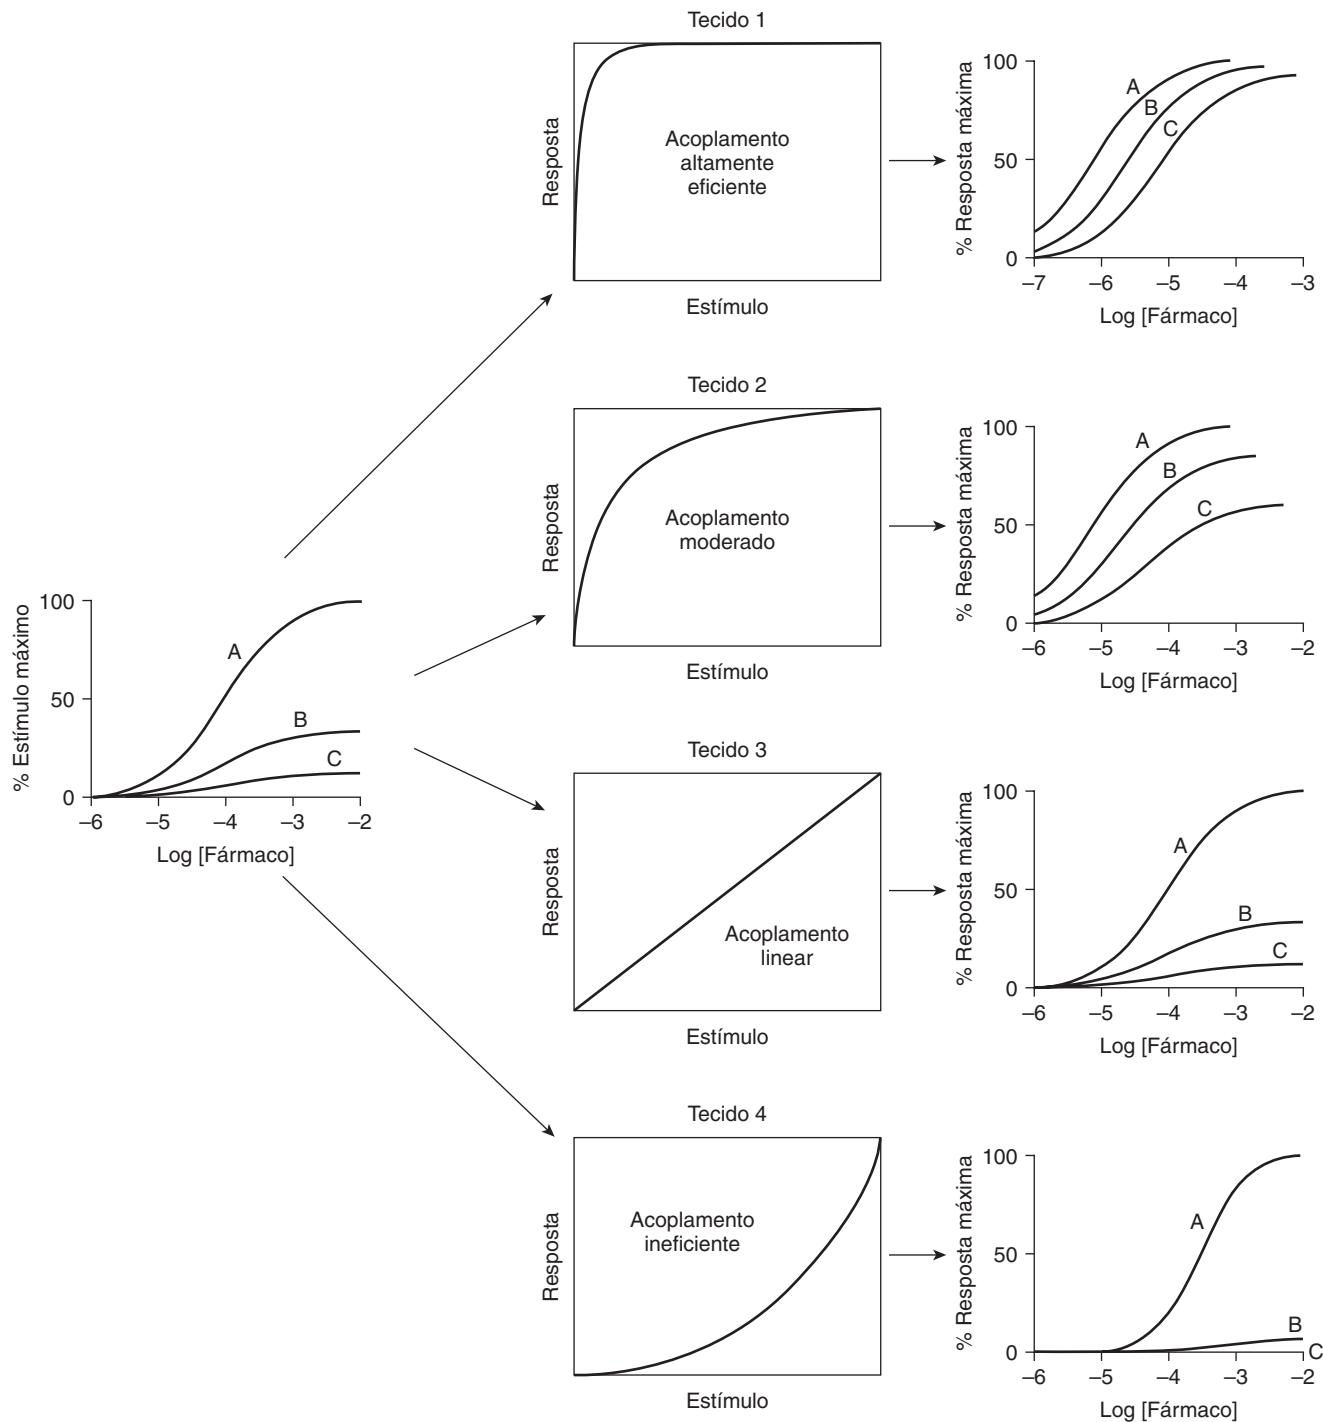 Tecido 1
Resposta
Acoplamento
altamente
eficiente
Estímulo
% Resposta máxima
100
50
0
A
B
C
–7 –6 –5 –4 –3
Log [Fármaco]
Tecido 2
Resposta
Acoplamento
moderado
Estímulo
% Resposta máxima
100
50
0
A
B
C
–6 –5 –4 –3 –2
Log [Fármaco]
% Estímulo máximo
100
50
0
A
B
C
–6 –5 –4 –3 –2
Log [Fármaco]
Tecido 3
Resposta
Acoplamento
linear
Estímulo
% Resposta máxima
100
50
0
A
B
C
–6 –5 –4 –3 –2
Log [Fármaco]
Tecido 4
Resposta
Acoplamento
ineficiente
Estímulo
% Resposta máxima
100
50
0
A
B
C
–6 –5 –4 –3 –2
Log [Fármaco]